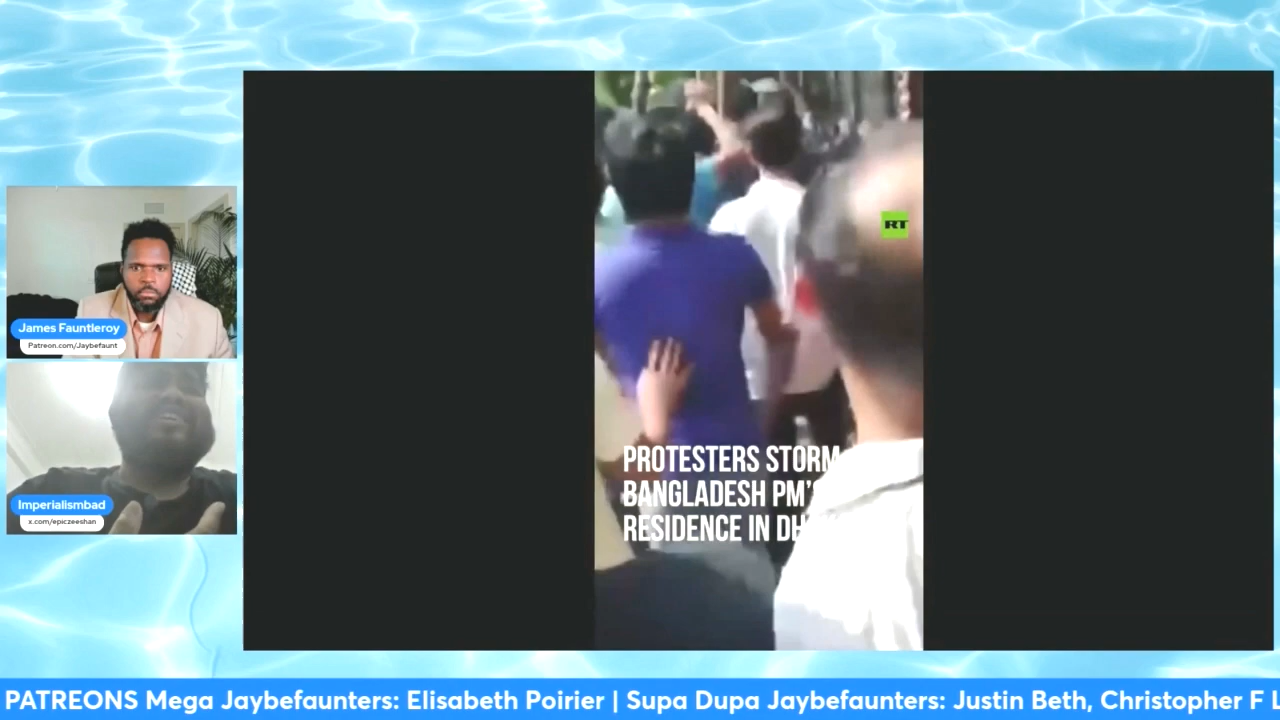 James Fauntleroy
Patreon.com/Jaybefaunt
Imperialismbad
x.com/epiczeeshan
RT
PROTESTERS STORM
BANGLADESH PM'S
RESIDENCE IN
PATREONS Mega Jaybefaunters: Elisabeth Poirier | Supa Dupa Jaybefaunters: Justin Beth, Christopher F